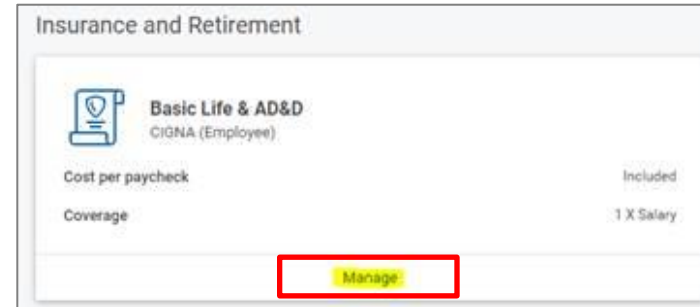 Insurance and Retirement
Basic Life & AD&D
CIGNA (Employee)
Cost per paycheck Included
Coverage 1 X Salary
Manage